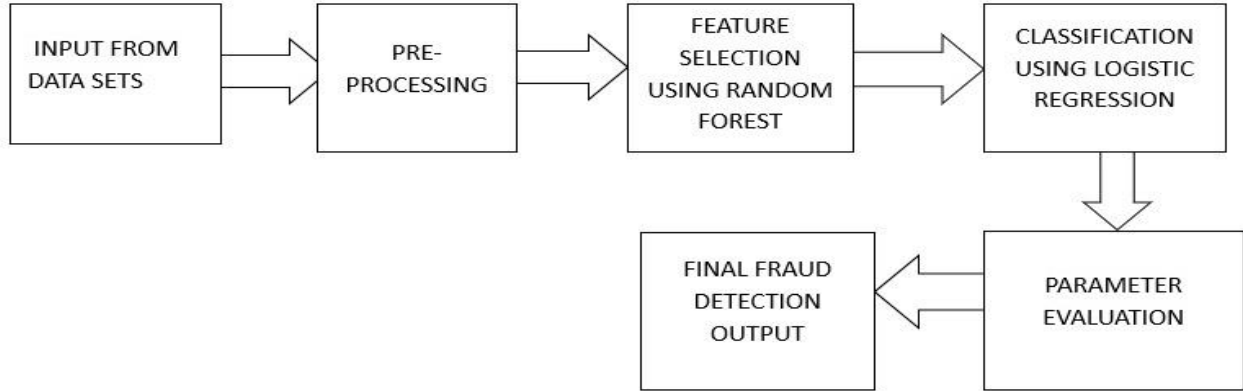 INPUT FROM
DATA SETS
PRE-
PROCESSING
FEATURE
SELECTION
USING RANDOM
FOREST
CLASSIFICATION
USING LOGISTIC
REGRESSION
PARAMETER
EVALUATION
FINAL FRAUD
DETECTION
OUTPUT